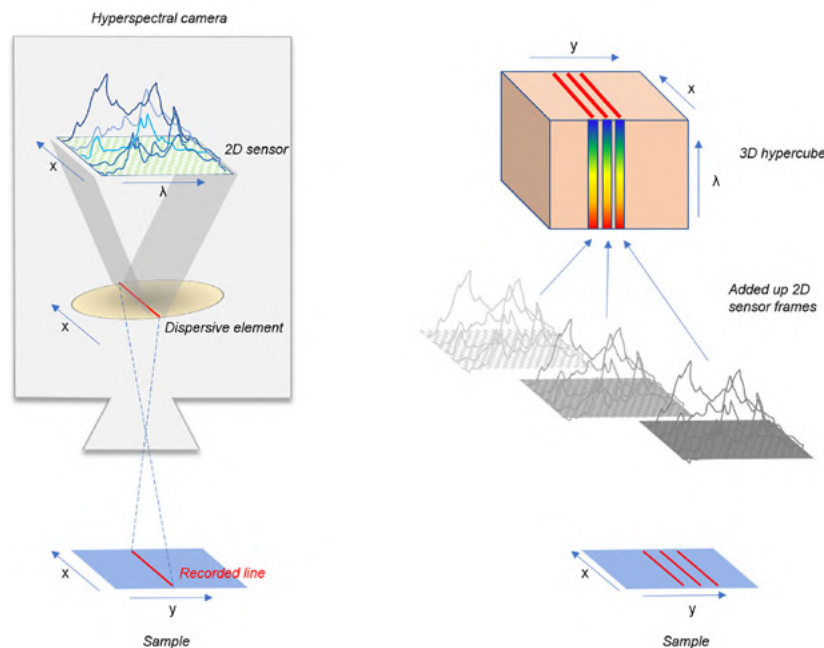 Hyperspectral camera
2D sensor
x
λ
x
Dispersive element
x
Recorded line
y
Sample
y
x
3D hypercube
λ
Added up 2D
sensor frames
x
y
Sample